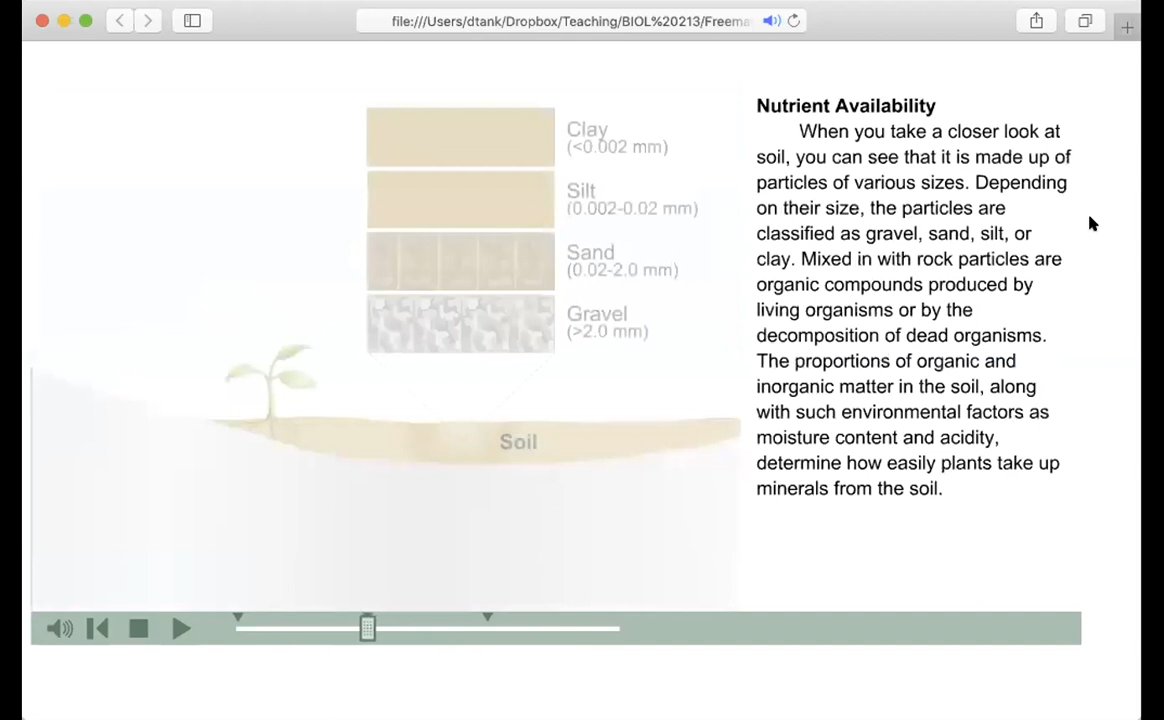 file:///Users/dtank/Dropbox/Teaching/BIOL%20213/Freema
Clay
(<0.002 mm)
Silt
(0.002-0.02 mm)
Sand
(0.02-2.0 mm)
Gravel
(>2.0 mm)
Soil
Nutrient Availability
When you take a closer look at
soil, you can see that it is made up of
particles of various sizes. Depending
on their size, the particles are
classified as gravel, sand, silt, or
clay. Mixed in with rock particles are
organic compounds produced by
living organisms or by the
decomposition of dead organisms.
The proportions of organic and
inorganic matter in the soil, along
with such environmental factors as
moisture content and acidity,
determine how easily plants take up
minerals from the soil.